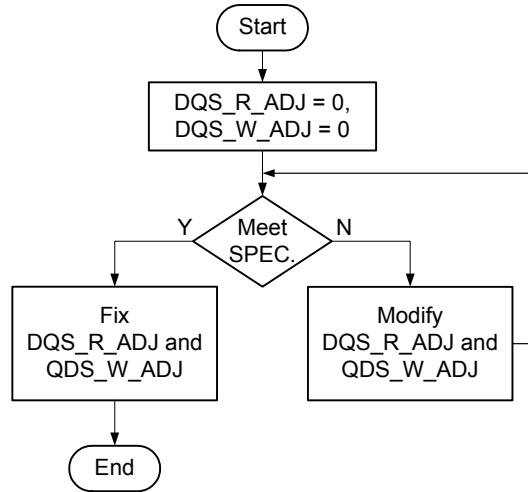 Start
DQS_R_ADJ = 0,
DQS_W_ADJ = 0
Y
Meet
SPEC.
N
Fix
DQS_R_ADJ and
QDS_W_ADJ
Modify
DQS_R_ADJ and
QDS_W_ADJ
End